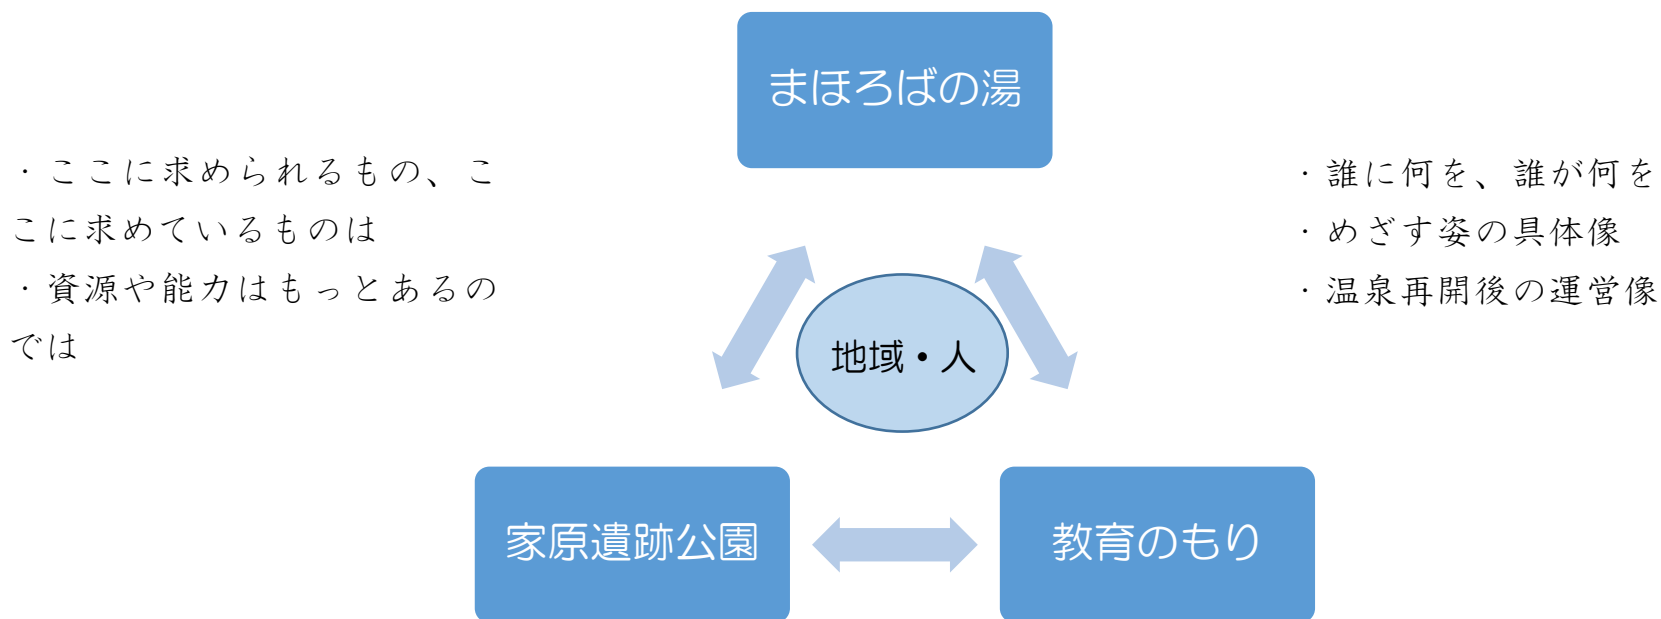 まほろばの湯
・ここに求められるもの、こ
こに求めているものは
・資源や能力はもっとあるの
では
・誰に何を、誰が何を
・めざす姿の具体像
・温泉再開後の運営像
地域・人
家原遺跡公園
教育のもり